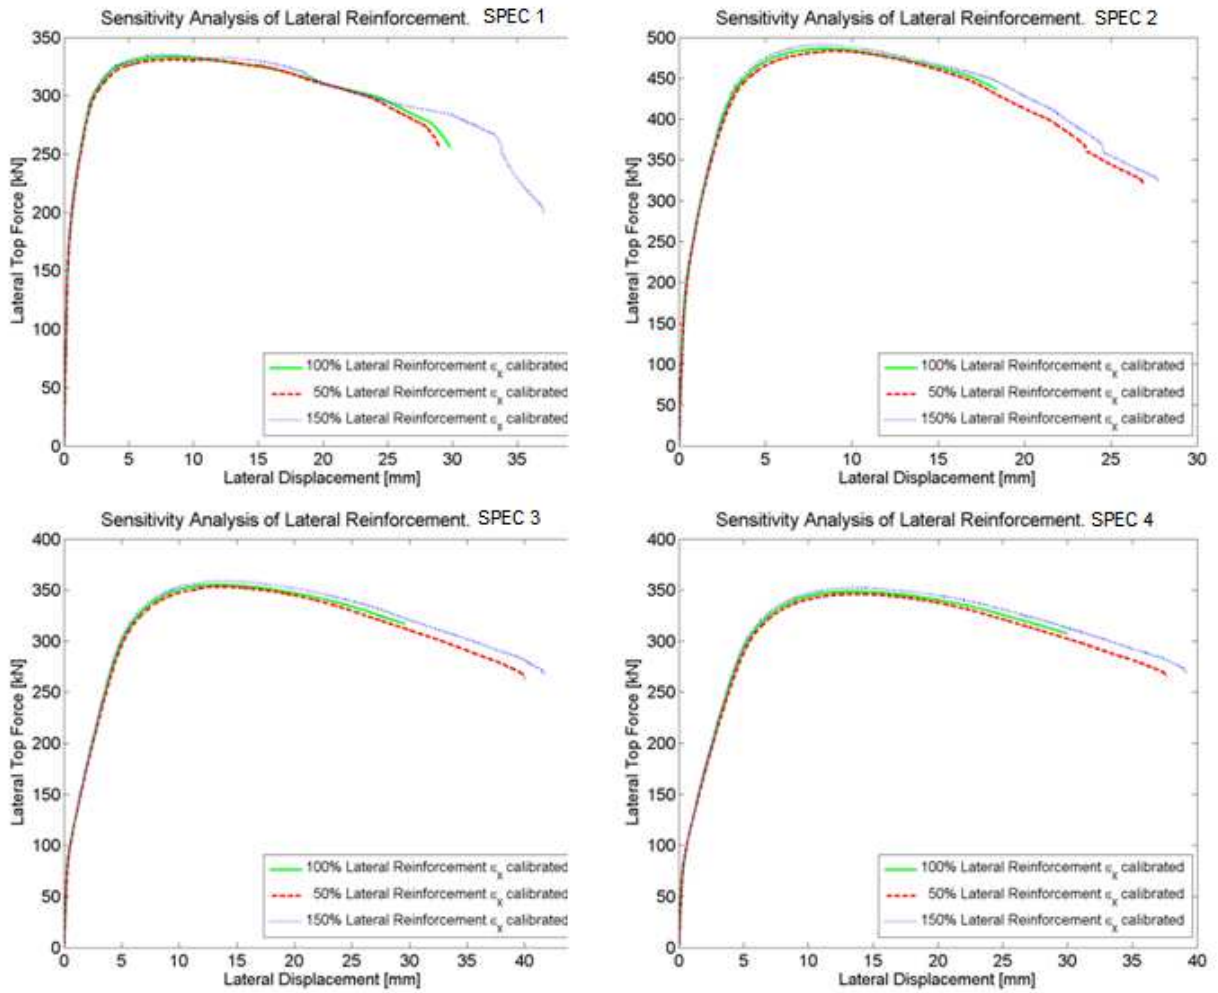 Sensitivity Analysis of Lateral Reinforcement. SPEC 1
350
300
250
200
150
100
50
0
Lateral Top Force [kN]
100% Lateral Reinforcement εx calibrated
50% Lateral Reinforcement εx calibrated
150% Lateral Reinforcement εx calibrated
0 5 10 15 20 25 30 35
Lateral Displacement [mm]
Sensitivity Analysis of Lateral Reinforcement. SPEC 2
500
450
400
350
300
250
200
150
100
50
0
Lateral Top Force [kN]
100% Lateral Reinforcement εx calibrated
50% Lateral Reinforcement εx calibrated
150% Lateral Reinforcement εx calibrated
0 5 10 15 20 25 30
Lateral Displacement [mm]
Sensitivity Analysis of Lateral Reinforcement. SPEC 3
400
350
300
250
200
150
100
50
0
Lateral Top Force [kN]
100% Lateral Reinforcement εx calibrated
50% Lateral Reinforcement εx calibrated
150% Lateral Reinforcement εx calibrated
0 5 10 15 20 25 30 35 40
Lateral Displacement [mm]
Sensitivity Analysis of Lateral Reinforcement. SPEC 4
400
350
300
250
200
150
100
50
0
Lateral Top Force [kN]
100% Lateral Reinforcement εx calibrated
50% Lateral Reinforcement εx calibrated
150% Lateral Reinforcement εx calibrated
0 5 10 15 20 25 30 35 40
Lateral Displacement [mm]